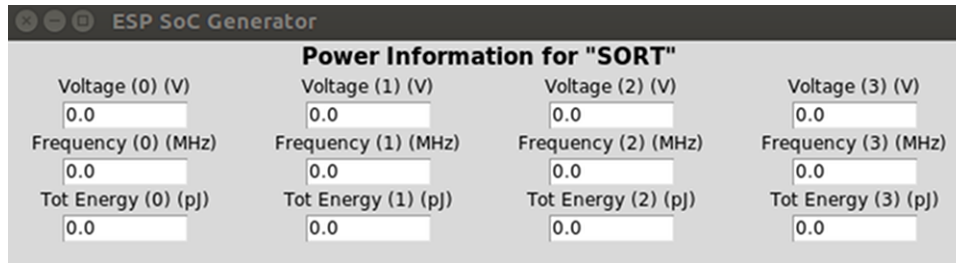 ESP SoC Generator
Power Information for "SORT"
Voltage (0) (V) Voltage (1) (V) Voltage (2) (V) Voltage (3) (V)
0.0 0.0 0.0 0.0
Frequency (0) (MHz) Frequency (1) (MHz) Frequency (2) (MHz) Frequency (3) (MHz)
0.0 0.0 0.0 0.0
Tot Energy (0) (pJ) Tot Energy (1) (pJ) Tot Energy (2) (pJ) Tot Energy (3) (pJ)
0.0 0.0 0.0 0.0